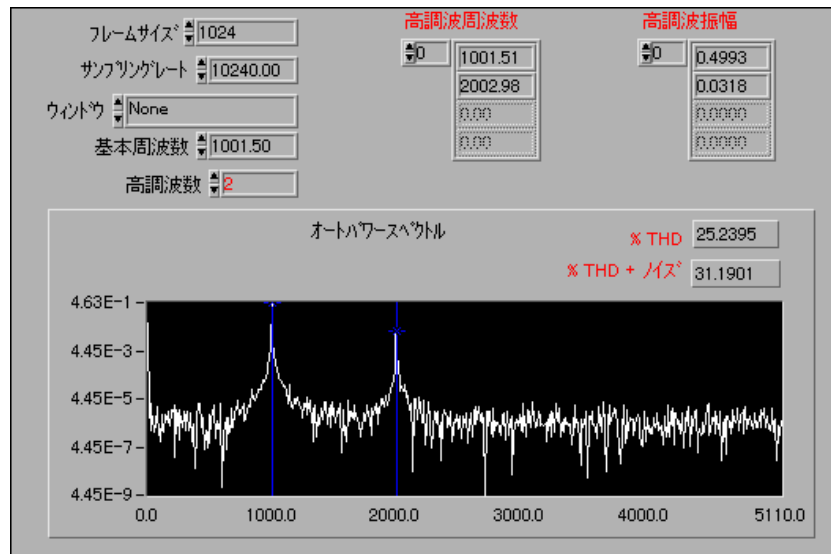 フレームサイズ 1024
サンプリングレート 10240.00
ウィンドウ None
基本周波数 1001.50
高調波数 2
高調波周波数
0 1001.51
2002.98
0.00
0.00
高調波振幅
0 0.4993
0.0318
0.0000
0.0000
オートパワースペクトル
% THD 25.2395
% THD + ノイズ 31.1901
4.63E-1
4.45E-3
4.45E-5
4.45E-7
4.45E-9
0.0 1000.0 2000.0 3000.0 4000.0 5110.0